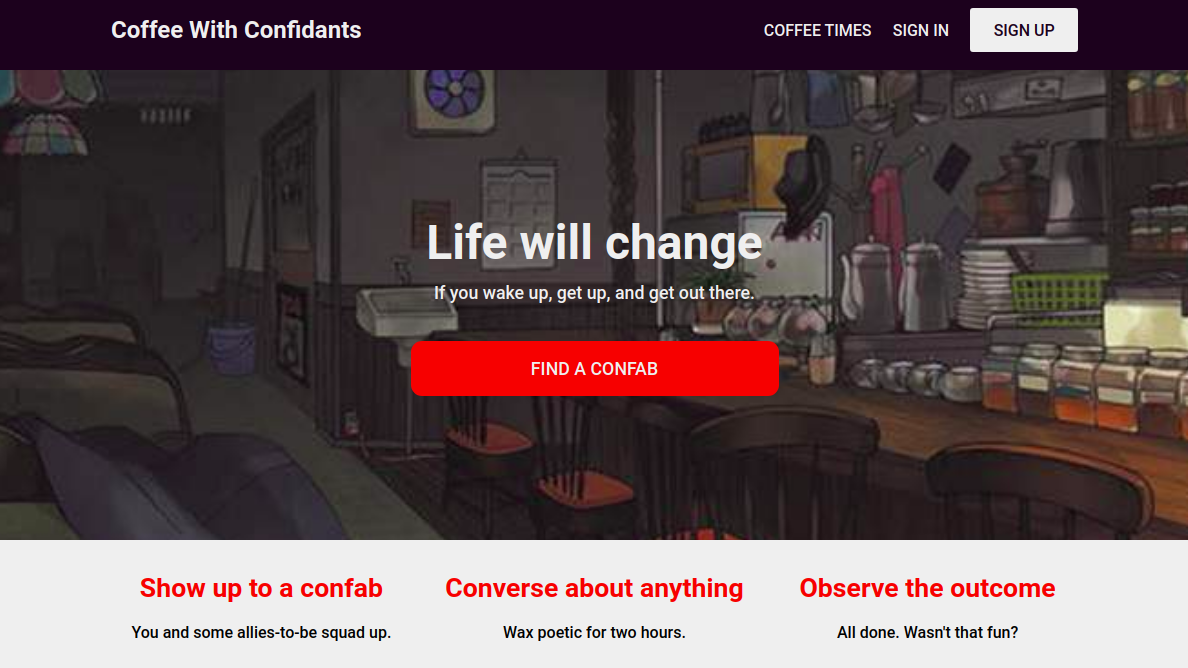 Coffee With Confidants
COFFEE TIMES
SIGN IN
SIGN UP
Life will change
If you wake up, get up, and get out there.
FIND A CONFAB
Show up to a confab
You and some allies-to-be squad up.
Converse about anything
Wax poetic for two hours.
Observe the outcome
All done. Wasn't that fun?